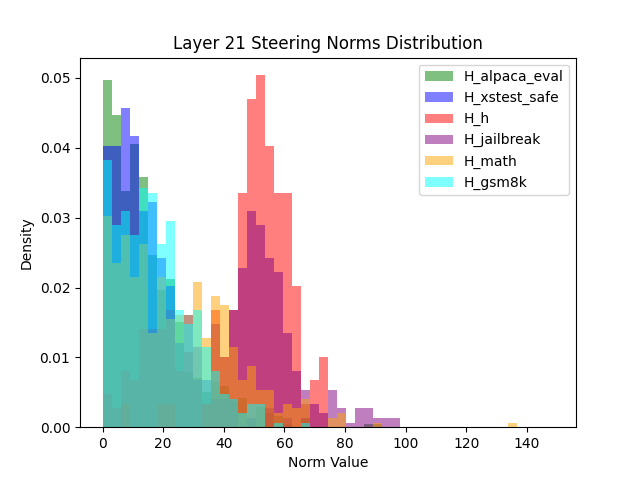 Layer 21 Steering Norms Distribution
Density
0.05
0.04
0.03
0.02
0.01
0.00
H_alpaca_eval
H_xstest_safe
H_h
H_jailbreak
H_math
H_gsm8k
0 20 40 60 80 100 120 140
Norm Value